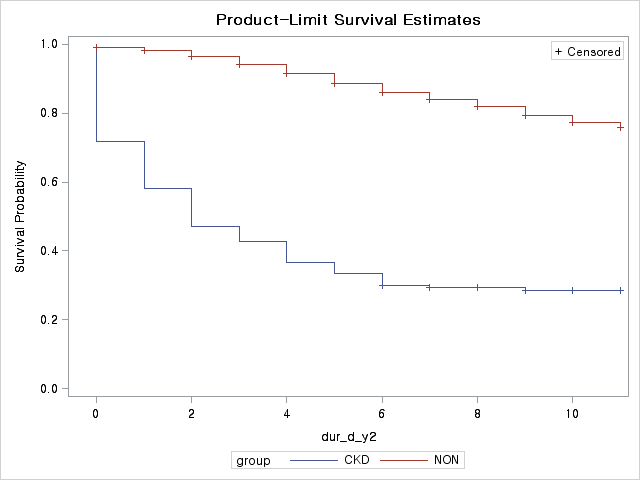 Product-Limit Survival Estimates
+ Censored
Survival Probability
1.0
0.8
0.6
0.4
0.2
0.0
0 2 4 6 8 10
dur_d_y2
group CKD NON